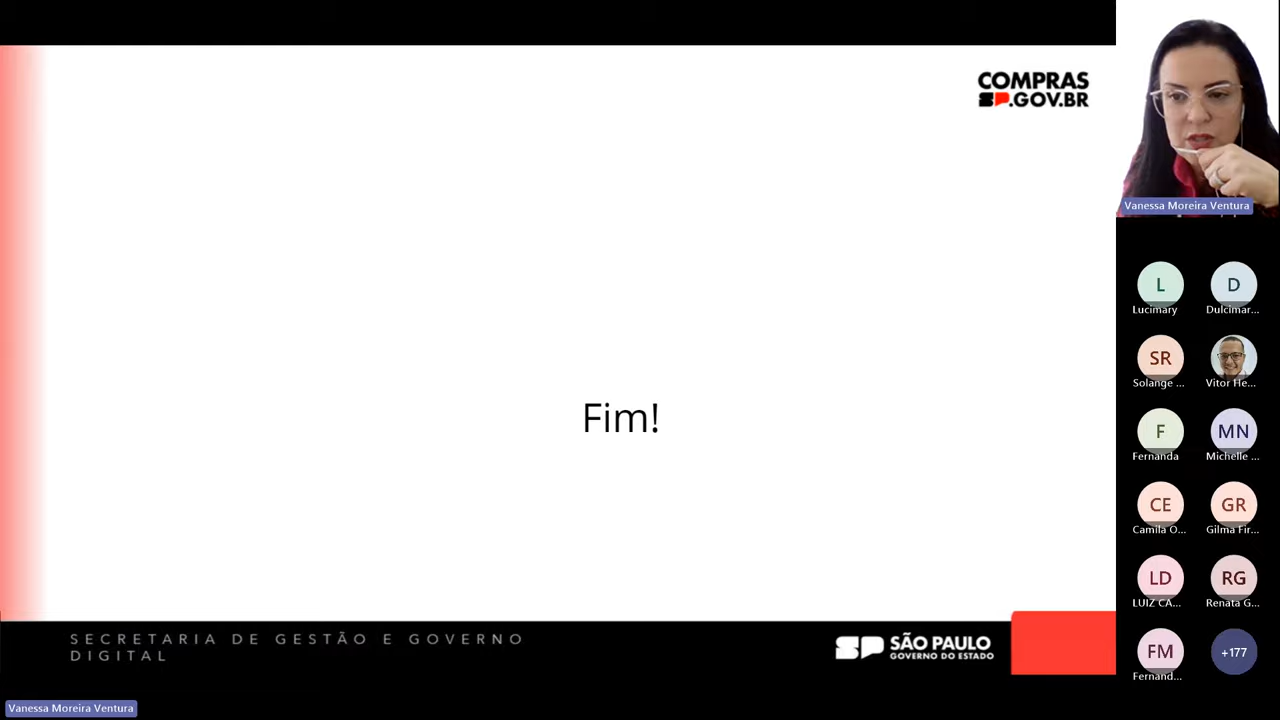 COMPRAS
SP.GOV.BR
Fim!
SECRETARIA DE GESTÃO E GOVERNO
DIGITAL
SP SÃO PAULO
GOVERNO DO ESTADO
Vanessa Moreira Ventura
Vanessa Moreira Ventura
L
Lucimary
D
Dulcimar...
SR
Solange ...
Vitor He...
F
Fernanda
MN
Michelle ...
CE
Camila O...
GR
Gilma Fir...
LD
LUIZ CA...
RG
Renata G...
FM
Fernand...
+177